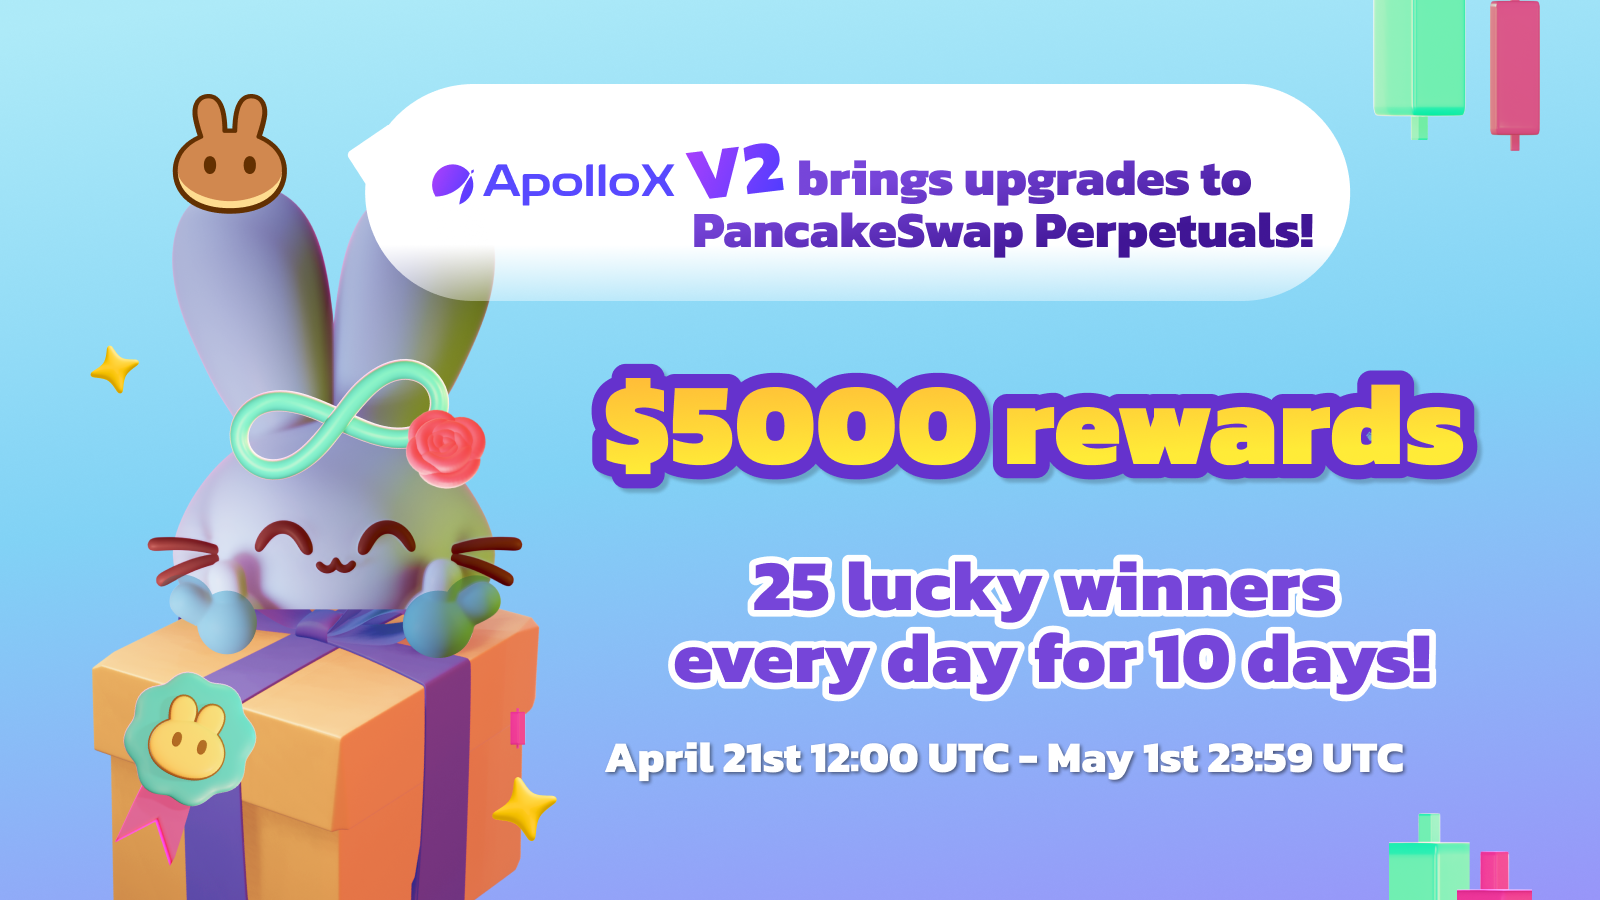 ApolloX V2 brings upgrades to
PancakeSwap Perpetuals!
$5000 rewards
25 lucky winners
every day for 10 days!
April 21st 12:00 UTC - May 1st 23:59 UTC